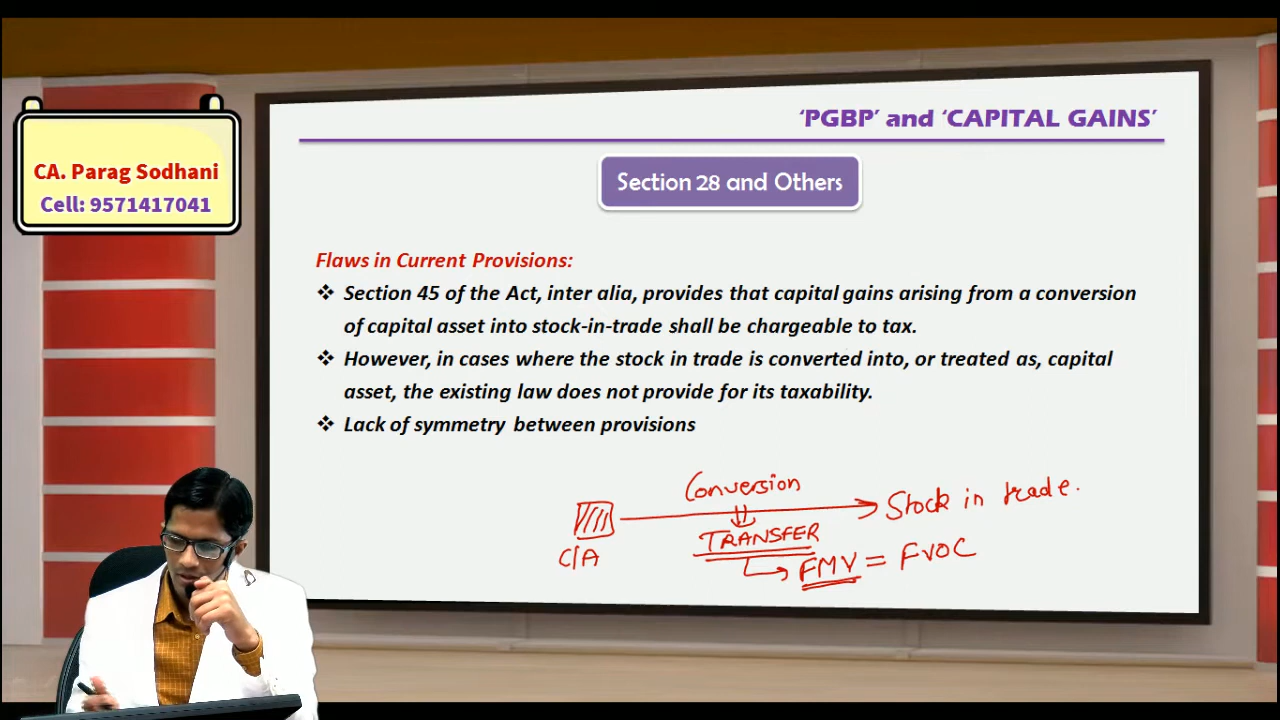 CA. Parag Sodhani
Cell: 9571417041
‘PGBP’ and ‘CAPITAL GAINS’
Section 28 and Others
Flaws in Current Provisions:
❖ Section 45 of the Act, inter alia, provides that capital gains arising from a conversion
of capital asset into stock-in-trade shall be chargeable to tax.
❖ However, in cases where the stock in trade is converted into, or treated as, capital
asset, the existing law does not provide for its taxability.
❖ Lack of symmetry between provisions
Conversion
C/A
Stock in trade.
TRANSFER
FMV = FVOC